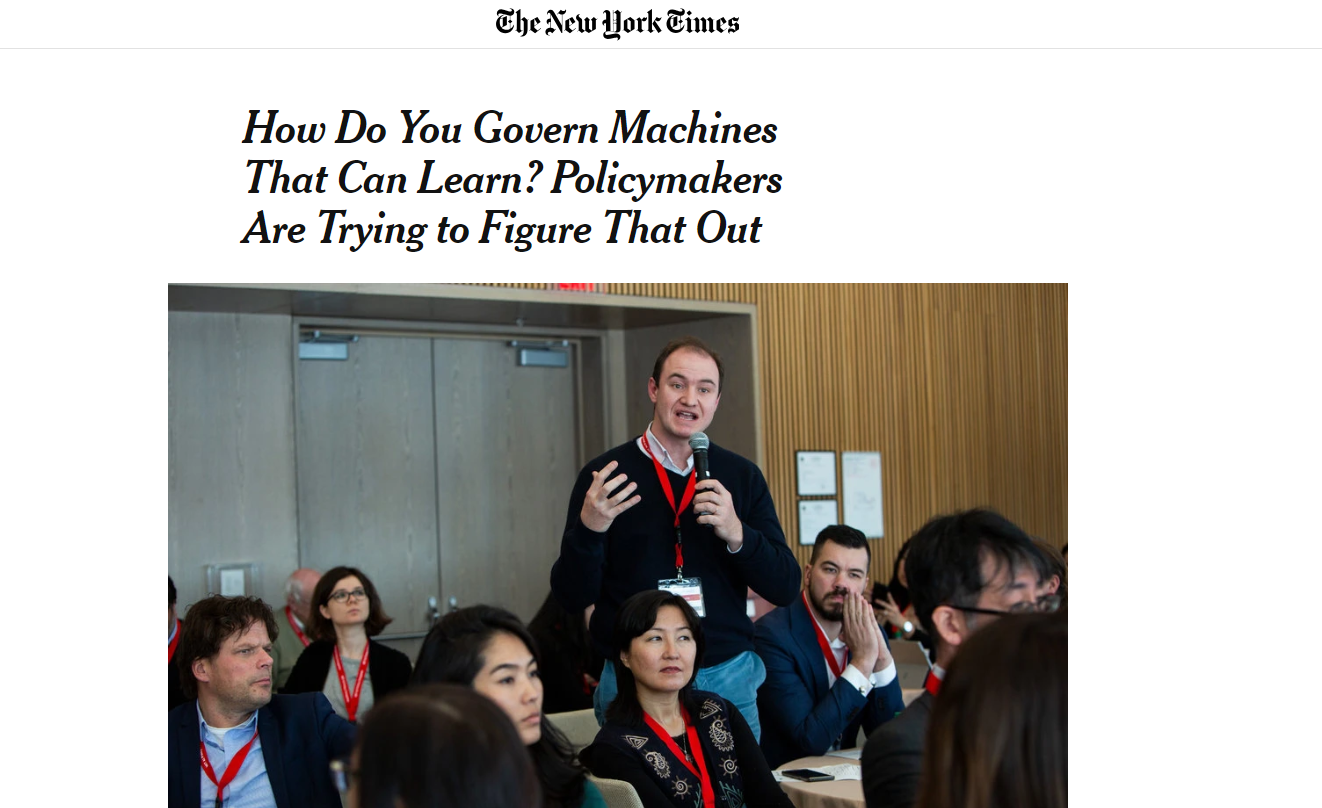 The New York Times
How Do You Govern Machines
That Can Learn? Policymakers
Are Trying to Figure That Out